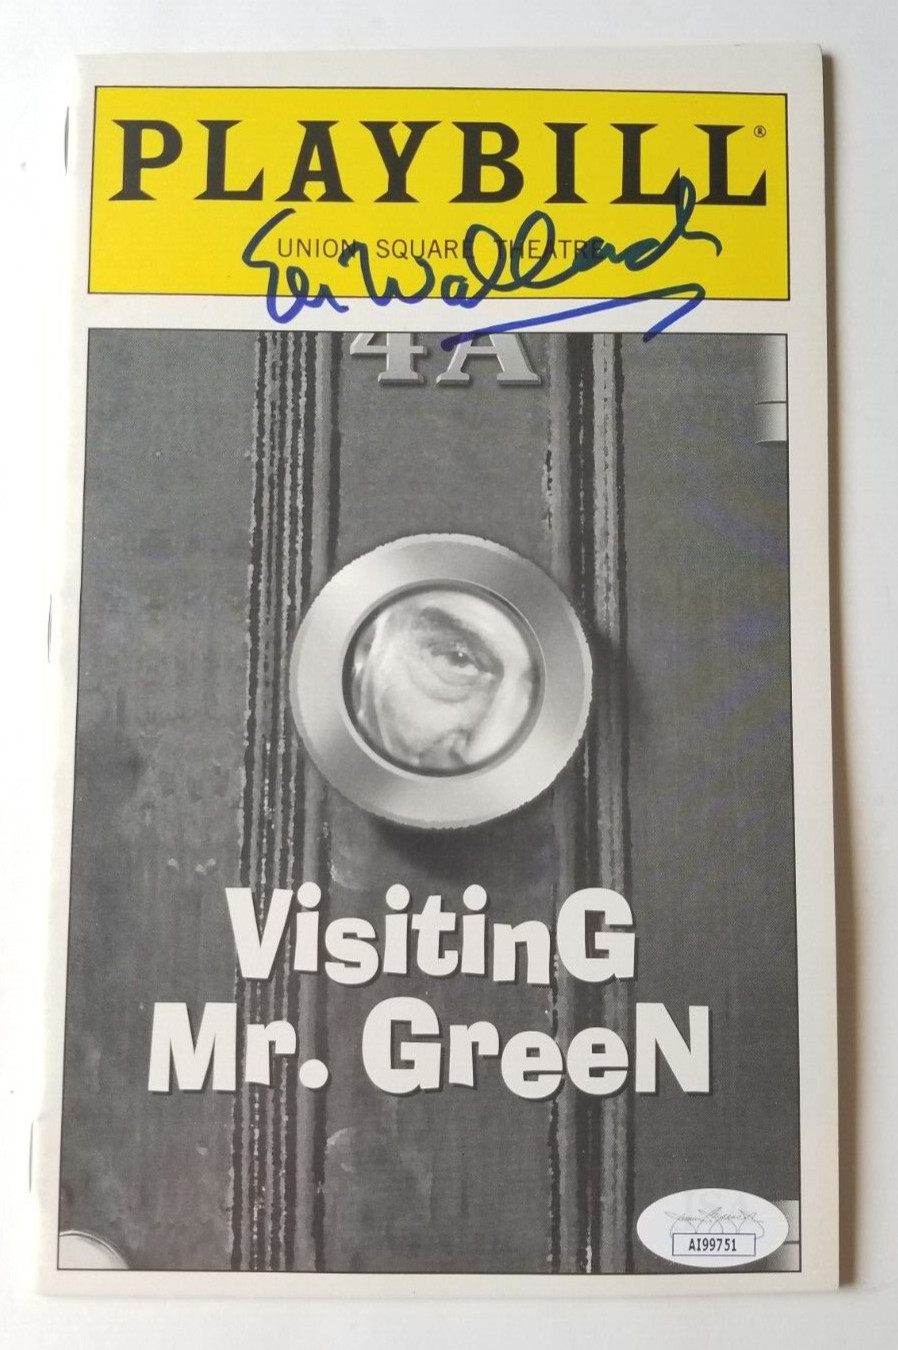 PLAYBILL®
UNION SQUARE THEATRE
Eli Wallach
4A
VisitinG
Mr. GreeN
AI99751